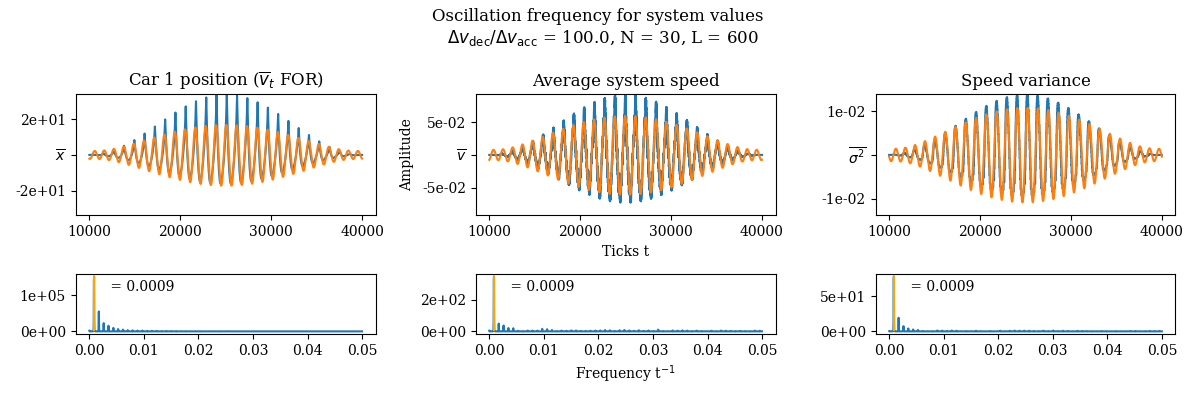 Oscillation frequency for system values
Δv_dec/Δv_acc = 100.0, N = 30, L = 600
Car 1 position (v̅_t FOR)
2e+01
x̅
-2e+01
10000 20000 30000 40000
1e+05
0e+00
= 0.0009
0.00 0.01 0.02 0.03 0.04 0.05
Average system speed
Amplitude
5e-02
v̅
-5e-02
10000 20000 30000 40000
Ticks t
2e+02
0e+00
= 0.0009
0.00 0.01 0.02 0.03 0.04 0.05
Frequency t⁻¹
Speed variance
1e-02
σ̅²
-1e-02
10000 20000 30000 40000
5e+01
0e+00
= 0.0009
0.00 0.01 0.02 0.03 0.04 0.05